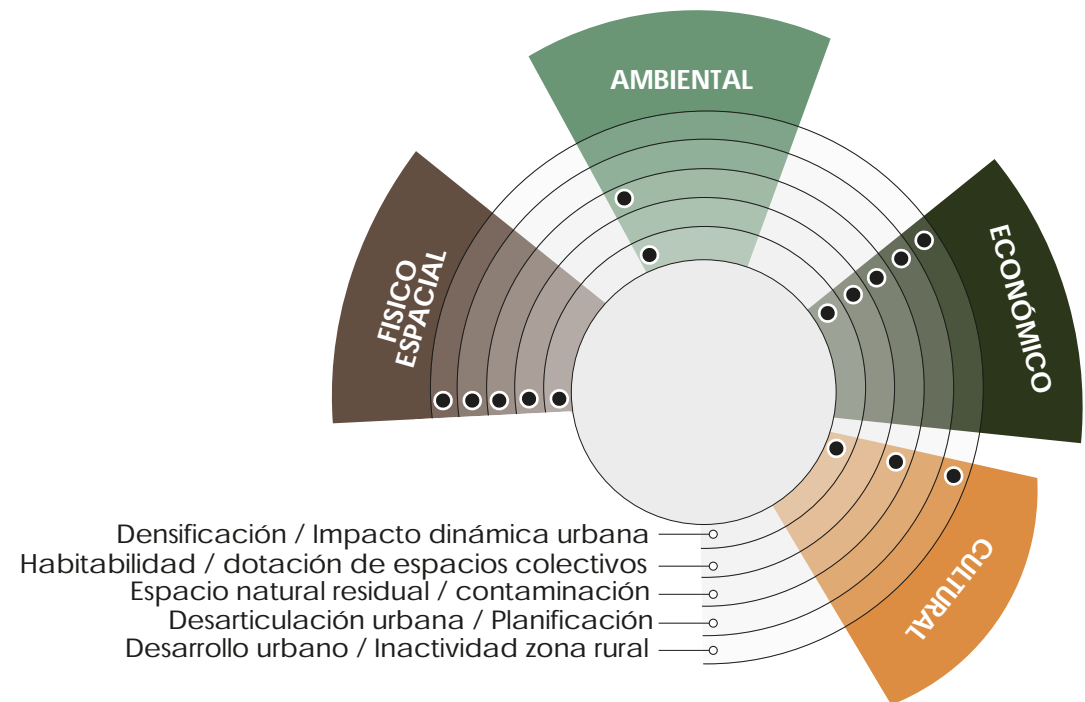 AMBIENTAL
FISICO
ESPACIAL
ECONÓMICO
CULTURAL
Densificación / Impacto dinámica urbana
Habitabilidad / dotación de espacios colectivos
Espacio natural residual / contaminación
Desarticulación urbana / Planificación
Desarrollo urbano / Inactividad zona rural